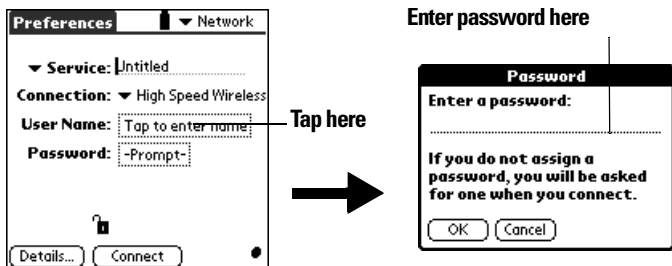 Preferences
Network
Service: Untitled
Connection: High Speed Wireless
User Name: Tap to enter name
Password: -Prompt-
Details... Connect
Tap here
Enter password here
Password
Enter a password:
If you do not assign a
password, you will be asked
for one when you connect.
OK Cancel